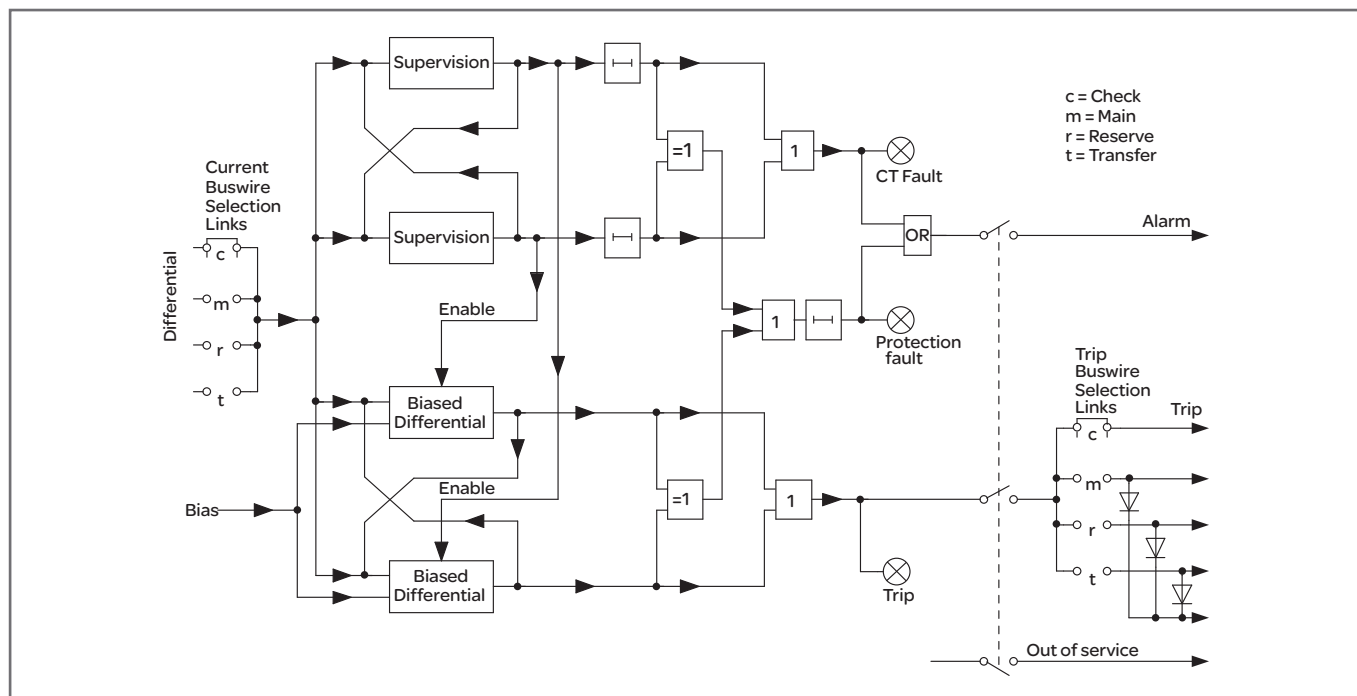 Supervision
c = Check
m = Main
r = Reserve
t = Transfer
=1
1
CT Fault
Current
Buswire
Selection
Links
Supervision
OR
Alarm
Differential
c
m
r
t
Enable
1
Protection
fault
Trip
Buswire
Selection
Links
Trip
Biased
Differential
c
Enable
m
Bias
=1
1
r
Biased
Differential
t
Trip
Out of service